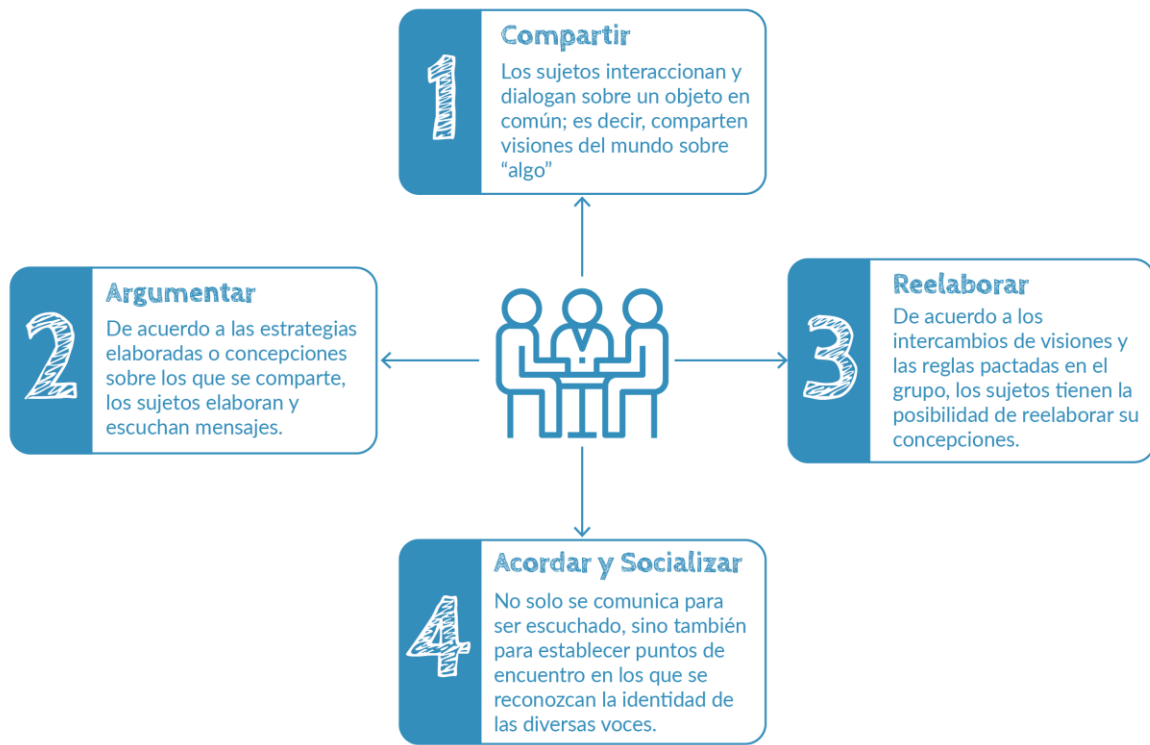 1
Compartir
Los sujetos interaccionan y
dialogan sobre un objeto en
común; es decir, comparten
visiones del mundo sobre
“algo”
2
Argumentar
De acuerdo a las estrategias
elaboradas o concepciones
sobre los que se comparte,
los sujetos elaboran y
escuchan mensajes.
3
Reelaborar
De acuerdo a los
intercambios de visiones y
las reglas pactadas en el
grupo, los sujetos tienen la
posibilidad de reelaborar su
concepciones.
4
Acordar y Socializar
No solo se comunica para
ser escuchado, sino también
para establecer puntos de
encuentro en los que se
reconozcan la identidad de
las diversas voces.